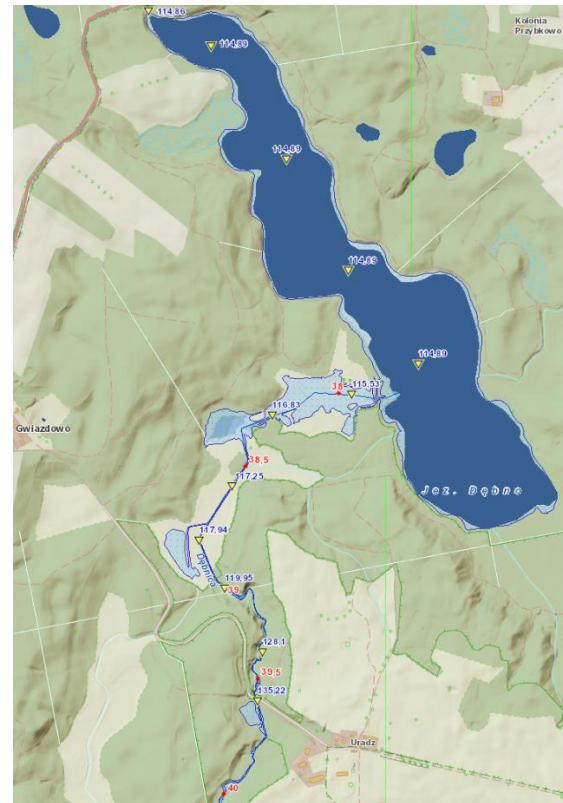 114,86
Kolonia
Przybkowo
114,89
114,89
114,89
114,89
38
115,53
116,83
Gwiazdowo
38,5
117,25
Jez. Dębno
117,94
Dębnica
119,95
39
128,1
39,5
135,22
Uradz
40